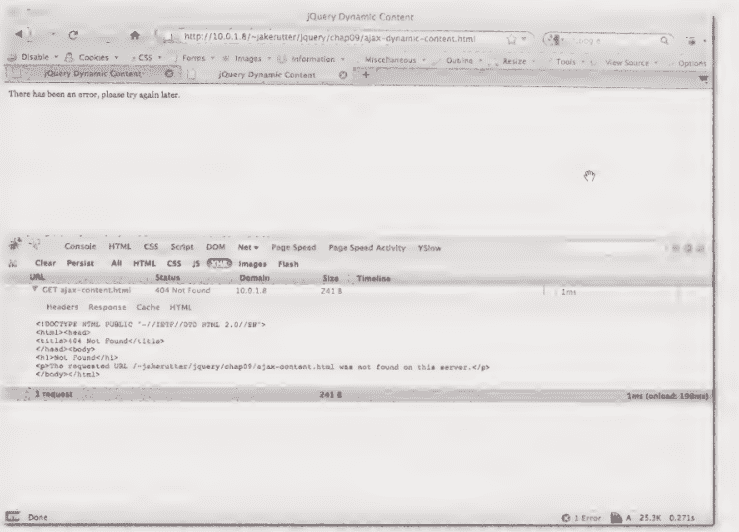 jQuery Dynamic Content
http://10.0.1.8/~jakerutter/jquery/chap09/ajax-dynamic-content.html
Disable Cookies CSS Forms Images Information Miscellaneous Outline Resize Tools View Source Options
jQuery Dynamic Content jQuery Dynamic Content +
There has been an error, please try again later.
Console HTML CSS Script DOM Net Page Speed Page Speed Activity YSlow
Clear Persist All HTML CSS JS XHR Images Flash
URL Status Domain Size Timeline
GET ajax-content.html 404 Not Found 10.0.1.8 241 B 1ms
Headers Response Cache HTML
<!DOCTYPE HTML PUBLIC "-//IETF//DTD HTML 2.0//EN">
<html><head>
<title>404 Not Found</title>
</head><body>
<h1>Not Found</h1>
<p>The requested URL /~jakerutter/jquery/chap09/ajax-content.html was not found on this server.</p>
</body></html>
1 request 241 B 1ms (onload: 198ms)
Done 1 Error A 25.3K 0.271s